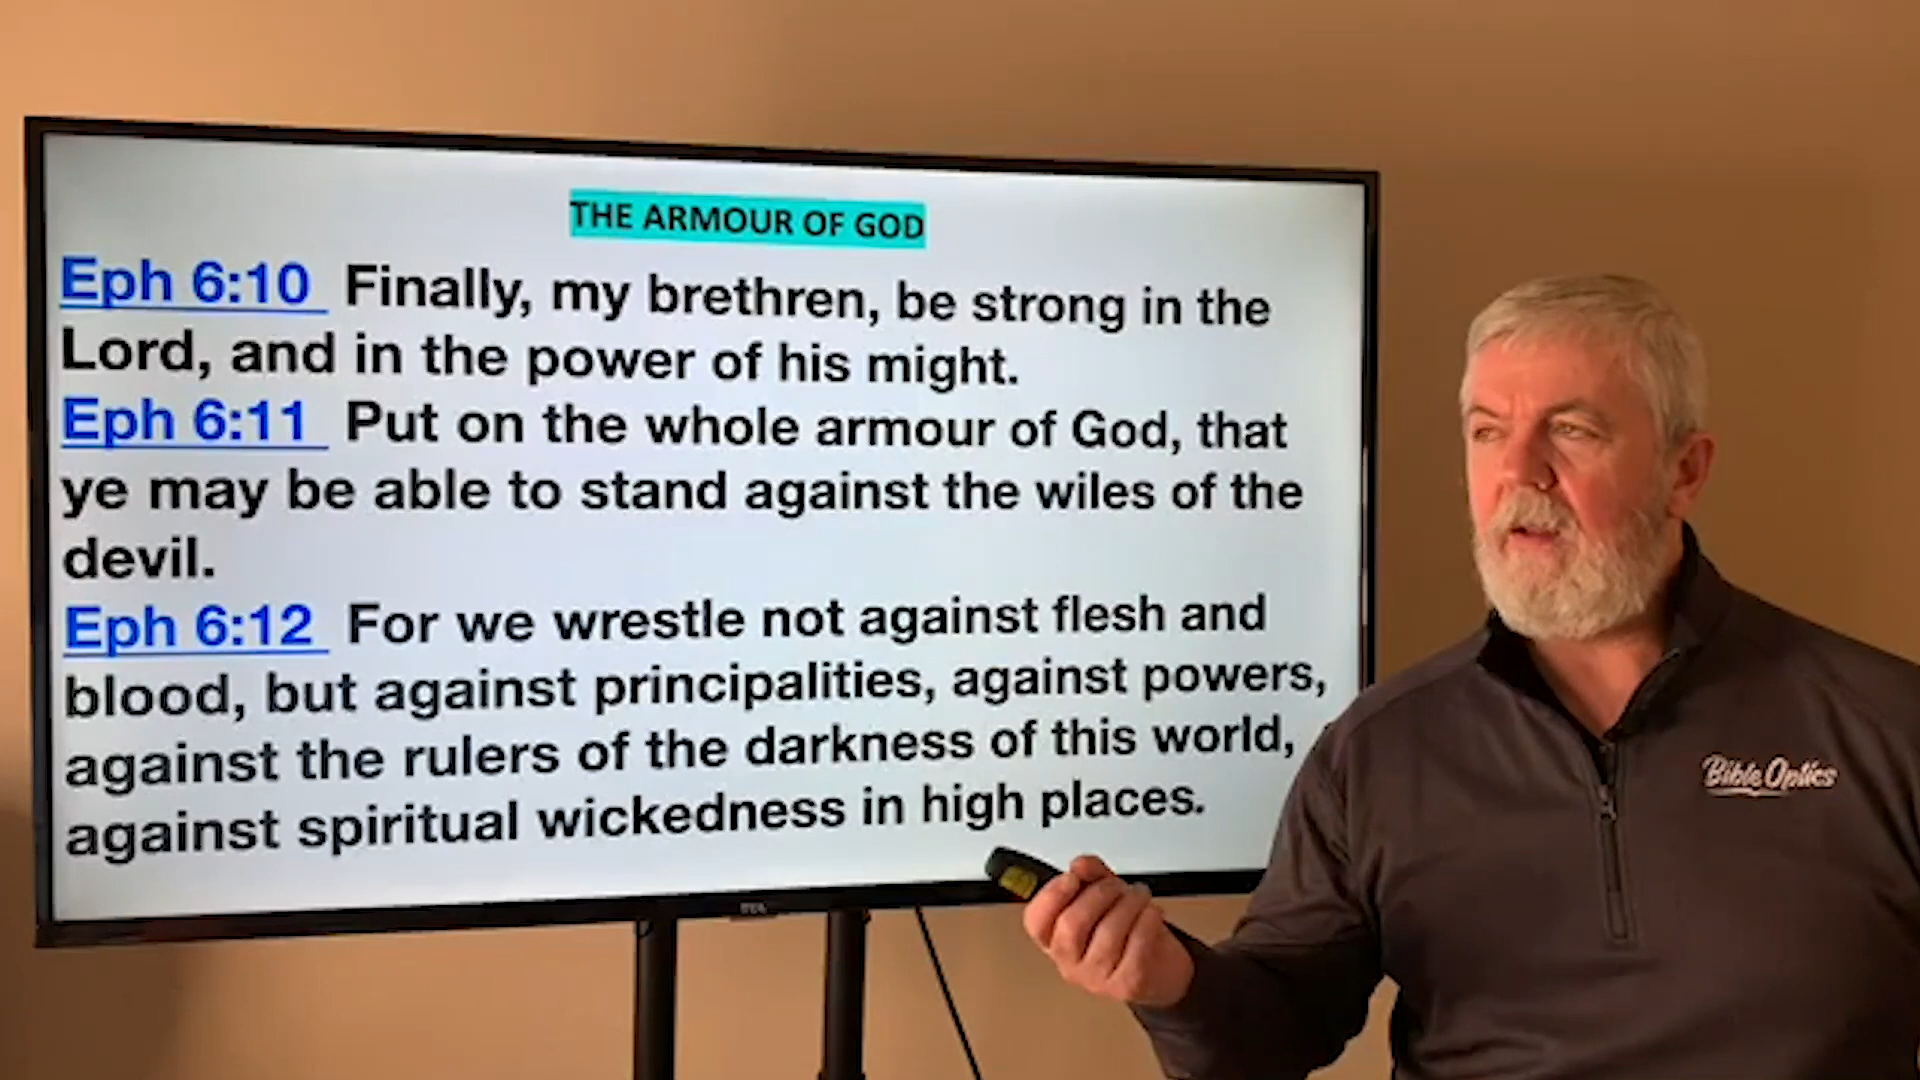 THE ARMOUR OF GOD
Eph 6:10 Finally, my brethren, be strong in the
Lord, and in the power of his might.
Eph 6:11 Put on the whole armour of God, that
ye may be able to stand against the wiles of the
devil.
Eph 6:12 For we wrestle not against flesh and
blood, but against principalities, against powers,
against the rulers of the darkness of this world,
against spiritual wickedness in high places.
Bible Optics
TCL